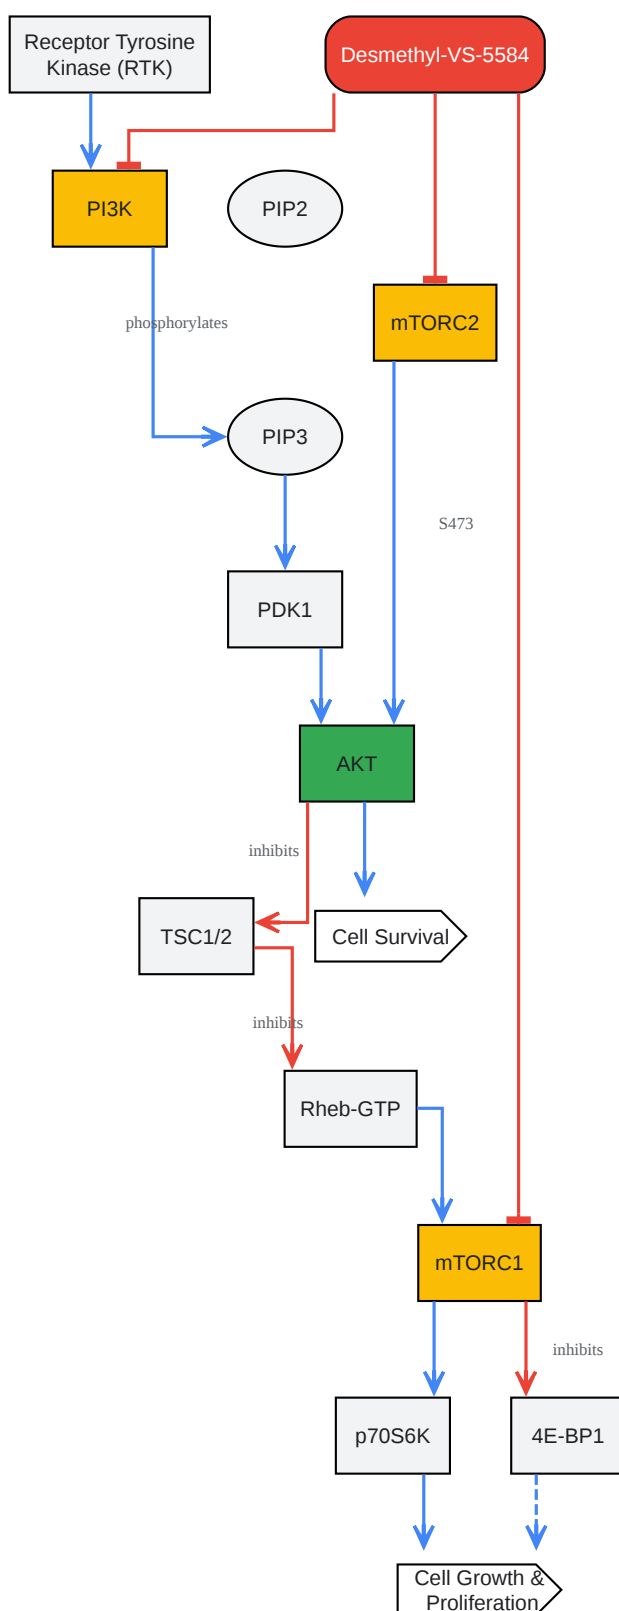 Receptor Tyrosine
Kinase (RTK)
Desmethyl-VS-5584
PI3K
PIP2
phosphorylates
mTORC2
PIP3
S473
PDK1
AKT
inhibits
TSC1/2
Cell Survival
inhibits
Rheb-GTP
mTORC1
inhibits
p70S6K
4E-BP1
Cell Growth &
Proliferation